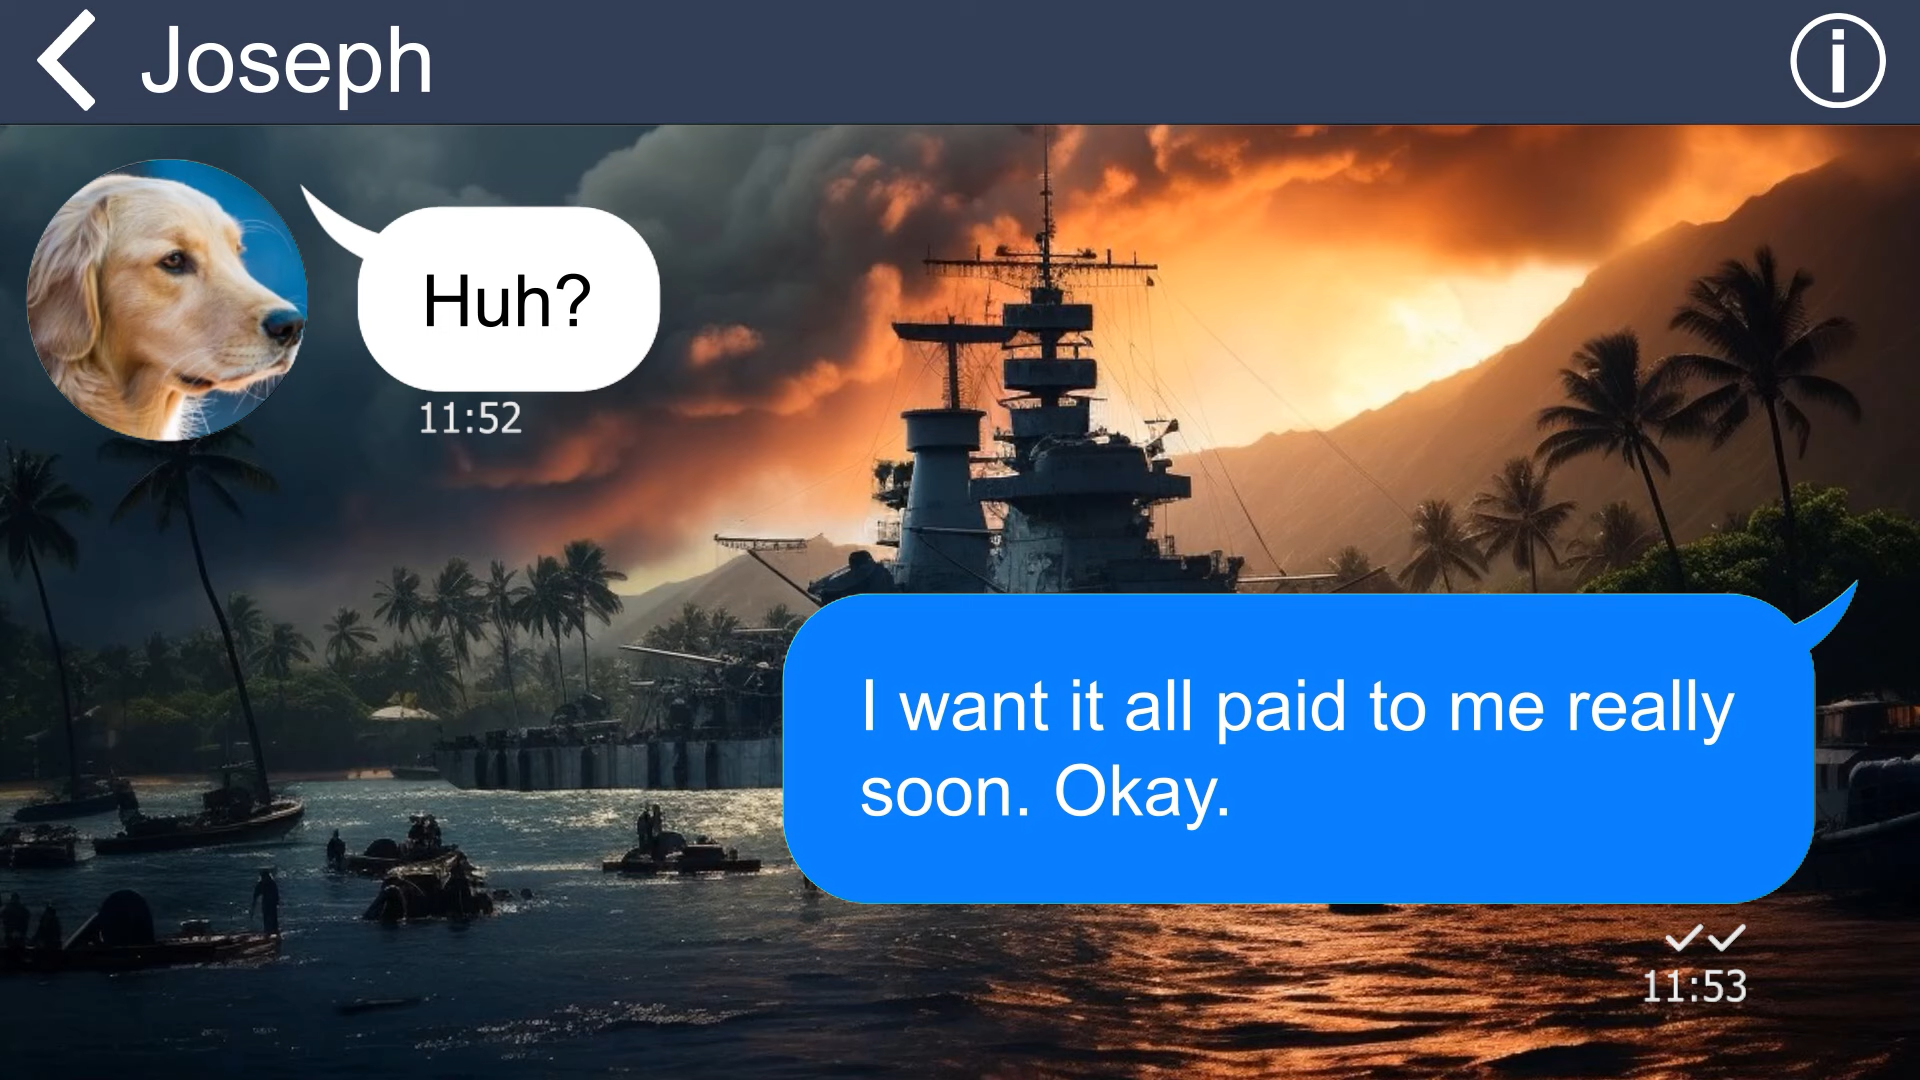 Joseph
Huh?
11:52
I want it all paid to me really
soon. Okay.
11:53